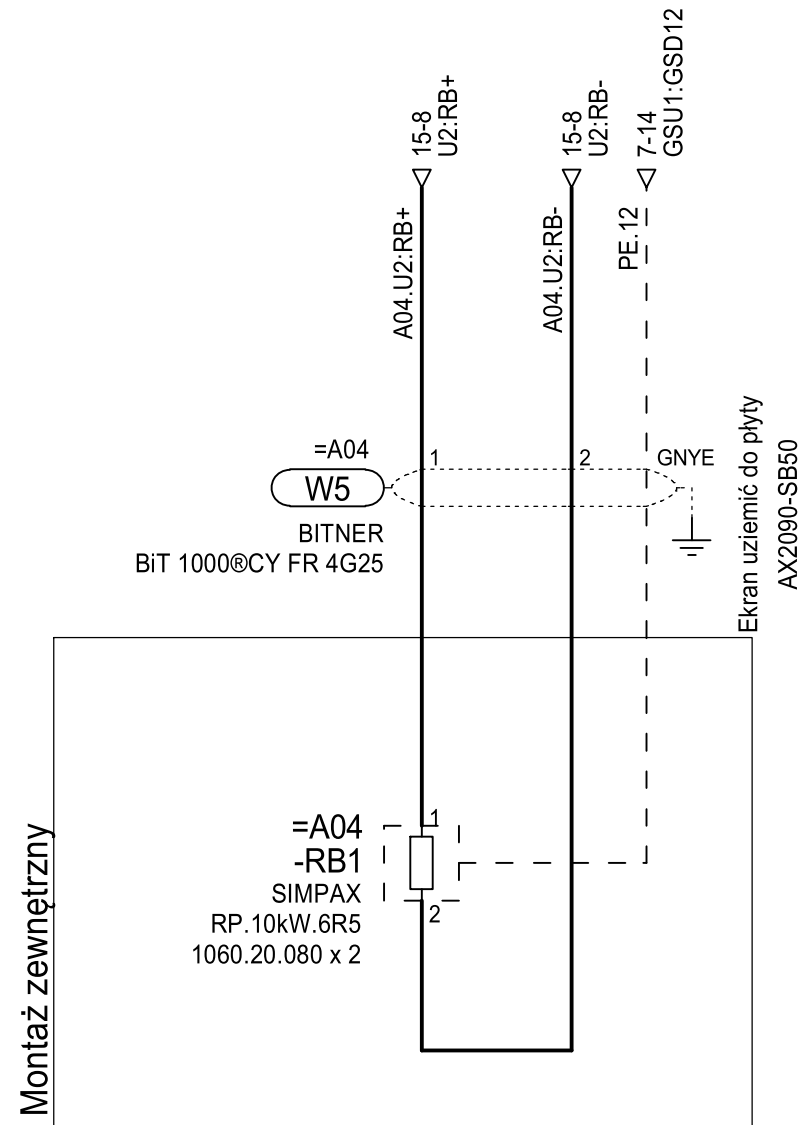 15-8
U2:RB+
15-8
U2:RB-
7-14
GSU1:GSD12
A04.U2:RB+
A04.U2:RB-
PE.12
=A04
W5
1
2
GNYE
BITNER
BiT 1000®CY FR 4G25
Ekran uziemić do płyty
AX2090-SB50
Montaż zewnętrzny
=A04
-RB1
SIMPAX
RP.10kW.6R5
1060.20.080 x 2
1
2